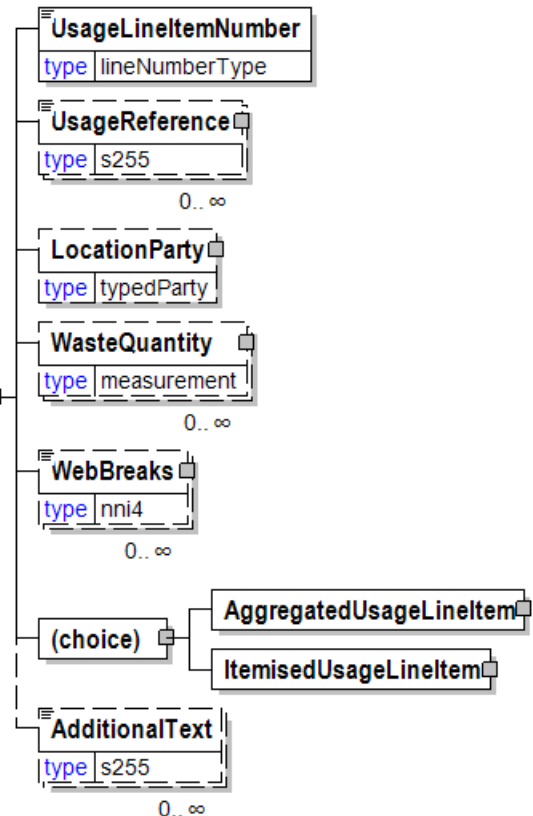 UsageLineItemNumber
type lineNumberType
UsageReference
type s255
0.. ∞
LocationParty
type typedParty
WasteQuantity
type measurement
0.. ∞
WebBreaks
type nni4
0.. ∞
(choice)
AggregatedUsageLineItem
ItemisedUsageLineItem
AdditionalText
type s255
0.. ∞